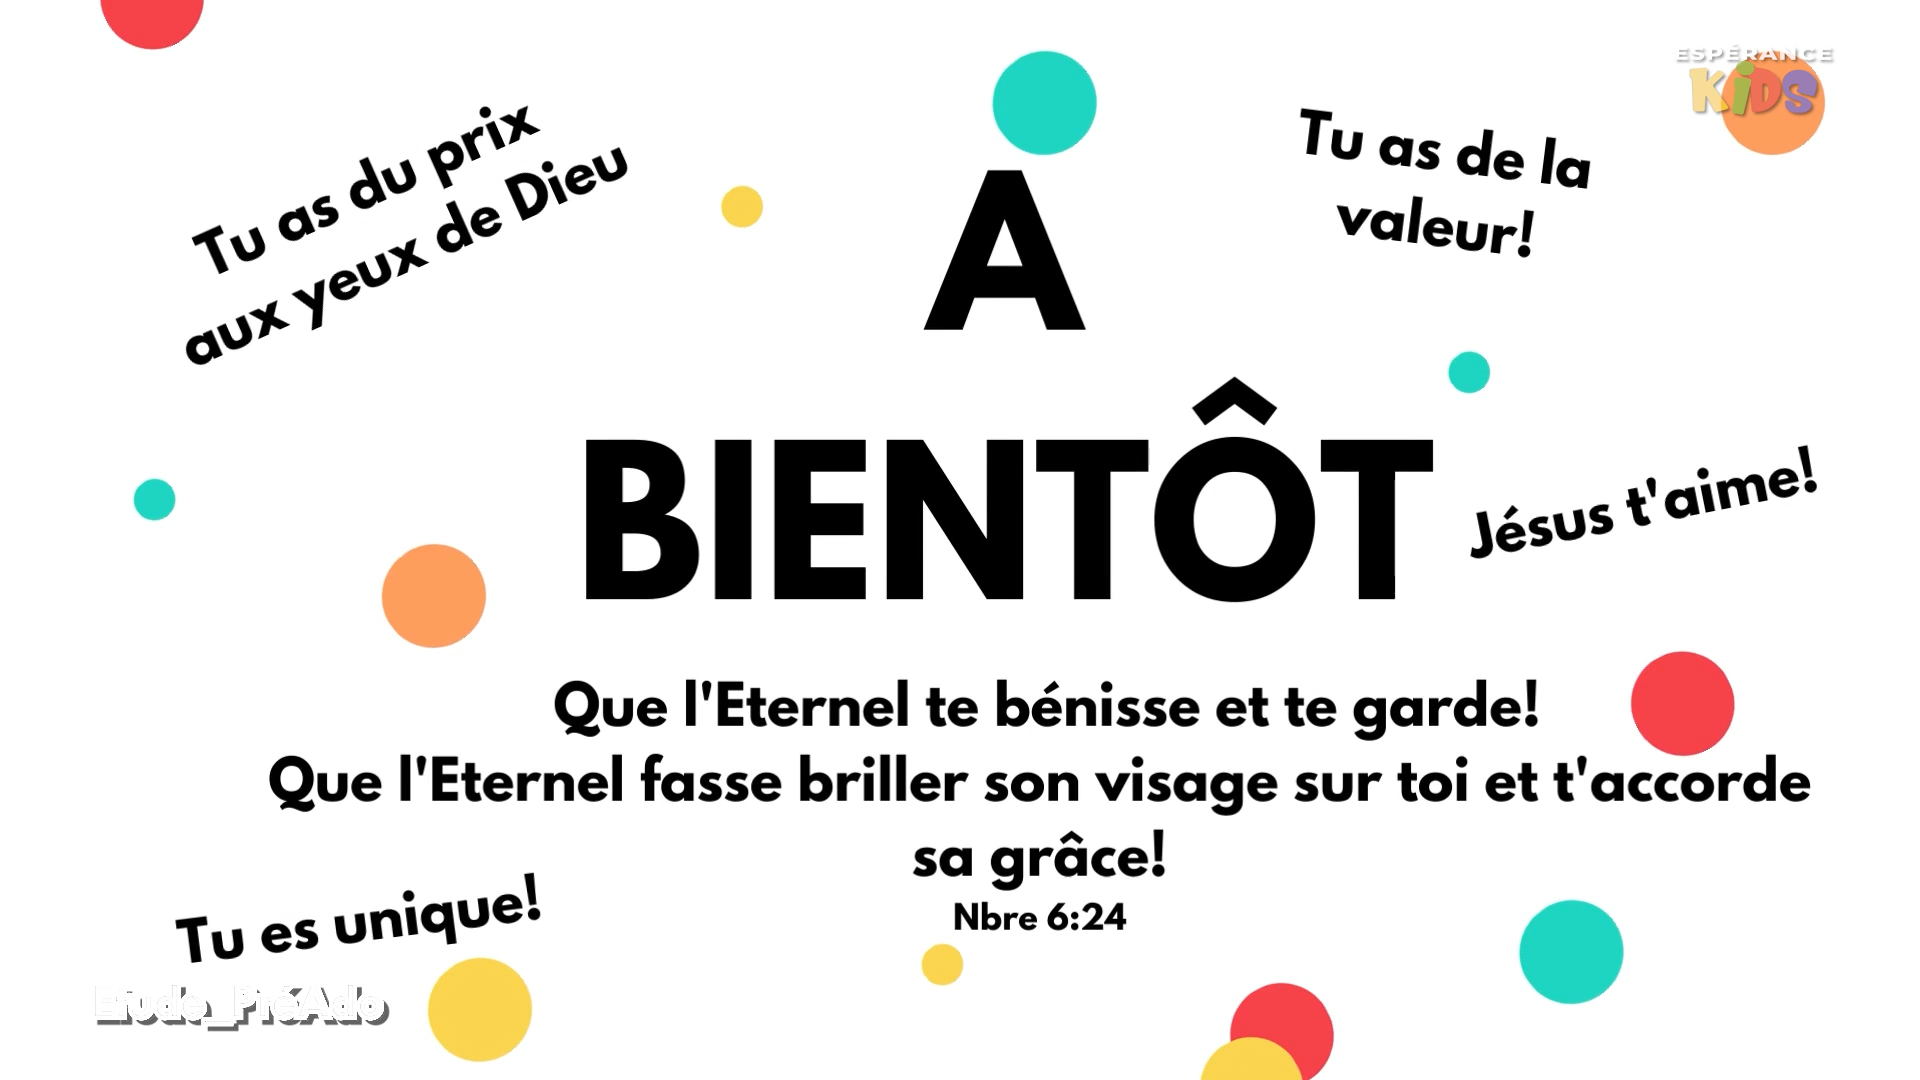 ESPÉRANCE
KiDS
Tu as du prix
aux yeux de Dieu
Tu as de la
valeur!
A
BIENTÔT
Jésus t'aime!
Que l'Eternel te bénisse et te garde!
Que l'Eternel fasse briller son visage sur toi et t'accorde
sa grâce!
Nbre 6:24
Tu es unique!
Etude_PréAdo